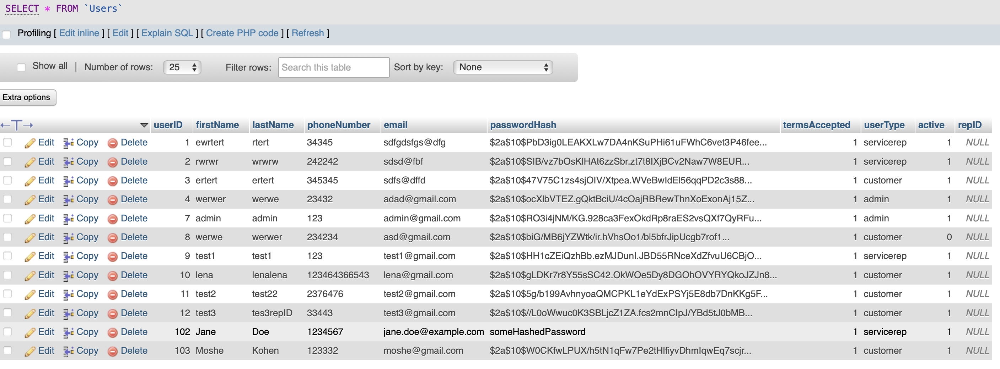 SELECT * FROM `Users`
Profiling [ Edit inline ] [ Edit ] [ Explain SQL ] [ Create PHP code ] [ Refresh ]
Show all | Number of rows: 25 Filter rows: Search this table Sort by key: None
Extra options
←T→ userID firstName lastName phoneNumber email passwordHash termsAccepted userType active repID
Edit Copy Delete 1 ewrtert rtert 34345 sdfgdsfgs@dfg $2a$10$PbD3ig0LEAKXLw7DA4nKSuPHi61uFWhC6vet3P46fee... 1 servicerep 1 NULL
Edit Copy Delete 2 rwrwr wrwrw 242242 sdsd@fbf $2a$10$SIB/vz7bOsKlHAt6zzSbr.zt7t8IXjBCv2Naw7W8EUR... 1 servicerep 1 NULL
Edit Copy Delete 3 ertert ertert 345345 sdfs@dffd $2a$10$47V75C1zs4sjOIV/Xtpea.WVeBwIdEl56qqPD2c3s88... 1 customer 1 NULL
Edit Copy Delete 4 werwer werwe 23432 adad@gmail.com $2a$10$ocXlbVTEZ.gQktBciU/4cOajRBRewThnXoExonAj15Z... 1 admin 1 NULL
Edit Copy Delete 7 admin admin 123 admin@gmail.com $2a$10$RO3i4jNM/KG.928ca3FexOkdRp8raES2vsQXf7QyRFu... 1 admin 1 NULL
Edit Copy Delete 8 werwe werwer 234234 asd@gmail.com $2a$10$biG/MB6jYZWtk/ir.hVhsOo1/bl5bfrJipUcgb7rof1... 1 customer 0 NULL
Edit Copy Delete 9 test1 test1 123 test1@gmail.com $2a$10$HH1cZEiQzhBb.ezMJDunI.JBD55RNceXdZfvuU6CBjO... 1 servicerep 1 NULL
Edit Copy Delete 10 lena lenalena 123464366543 lena@gmail.com $2a$10$gLDKr7r8Y55sSC42.OkWOe5Dy8DGOhOVYRYQkoJZJn8... 1 customer 1 NULL
Edit Copy Delete 11 test2 test22 2376476 test2@gmail.com $2a$10$5g/b199AvhnyoaQMCPKL1eYdExPSYj5E8db7DnKKg5F... 1 customer 1 NULL
Edit Copy Delete 12 test3 tes3repID 33443 test3@gmail.com $2a$10$//L0oWwuc0K3SBLjcZ1ZA.fcs2mnCIpJ/YBd5tJ0bMB... 1 customer 1 NULL
Edit Copy Delete 102 Jane Doe 1234567 jane.doe@example.com someHashedPassword 1 servicerep 1 NULL
Edit Copy Delete 103 Moshe Kohen 123332 moshe@gmail.com $2a$10$W0CKfwLPUX/h5tN1qFw7Pe2tHlfiyvDhmIqwEq7scjr... 1 customer 1 NULL